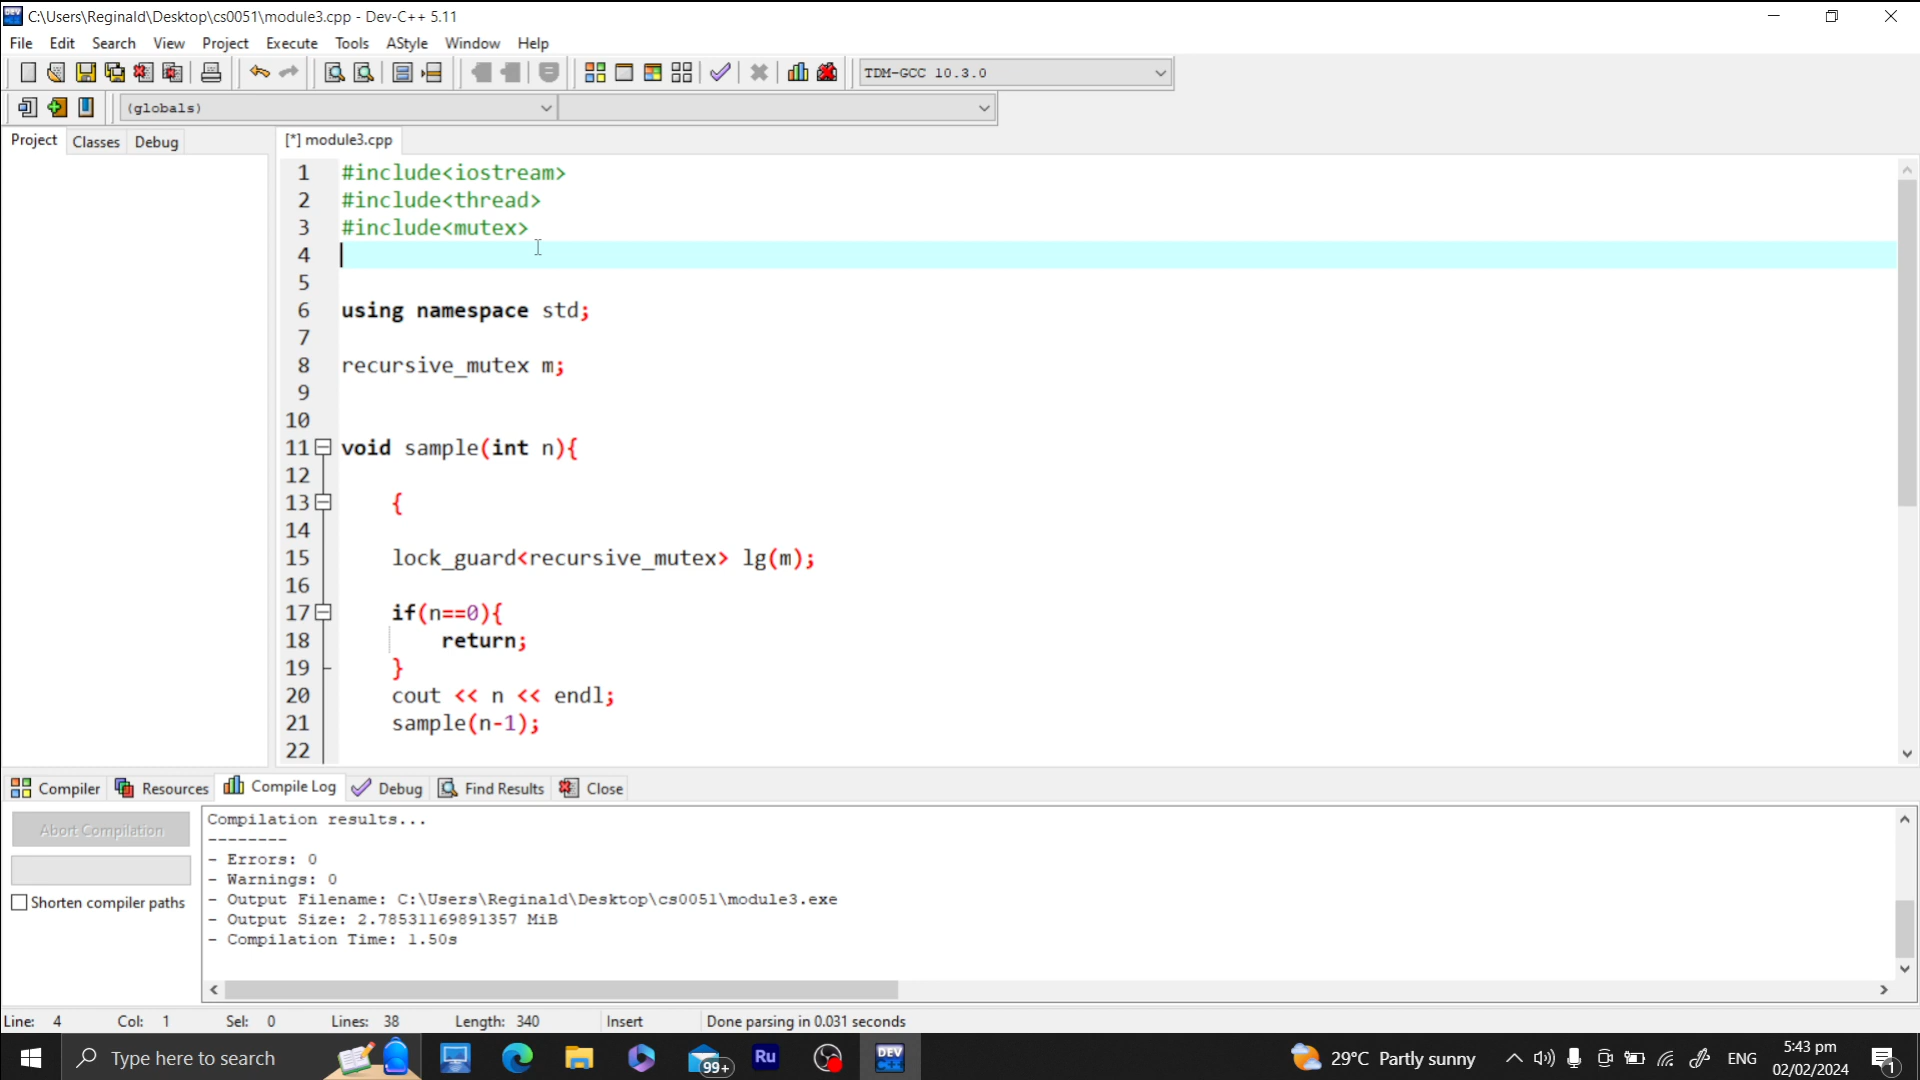 C:\Users\Reginald\Desktop\cs0051\module3.cpp - Dev-C++ 5.11
File Edit Search View Project Execute Tools AStyle Window Help
TDM-GCC 10.3.0
(globals)
Project Classes Debug
[*] module3.cpp
1 #include<iostream>
2 #include<thread>
3 #include<mutex>
4
5
6 using namespace std;
7
8 recursive_mutex m;
9
10
11 void sample(int n){
12
13 {
14
15 lock_guard<recursive_mutex> lg(m);
16
17 if(n==0){
18 return;
19 }
20 cout << n << endl;
21 sample(n-1);
22
Compiler Resources Compile Log Debug Find Results Close
Abort Compilation
Shorten compiler paths
Compilation results...
--------
- Errors: 0
- Warnings: 0
- Output Filename: C:\Users\Reginald\Desktop\cs0051\module3.exe
- Output Size: 2.78531169891357 MiB
- Compilation Time: 1.50s
Line: 4 Col: 1 Sel: 0 Lines: 38 Length: 340 Insert Done parsing in 0.031 seconds
Type here to search
99+
Ru
DEV
29°C Partly sunny
ENG
5:43 pm
02/02/2024
1